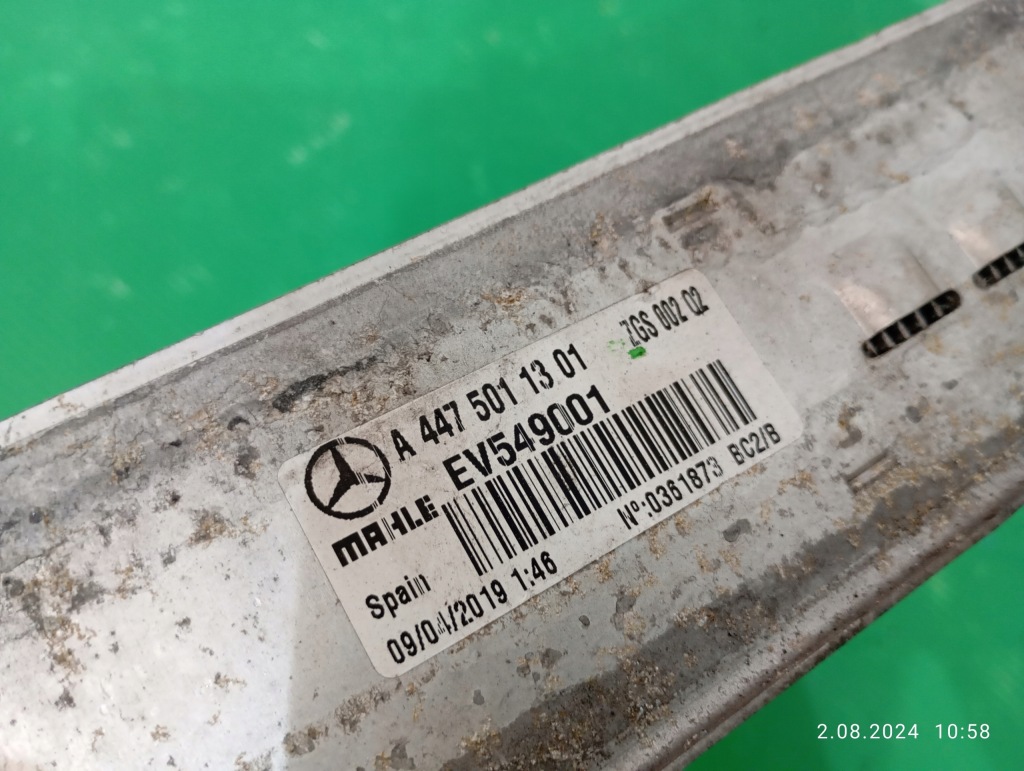 A 447 501 13 01
ZGS 002 Q2
EV549001
MAHLE
Nº:0361873 BC2/B
Spain
09/04/2019 1:46
2.08.2024 10:58